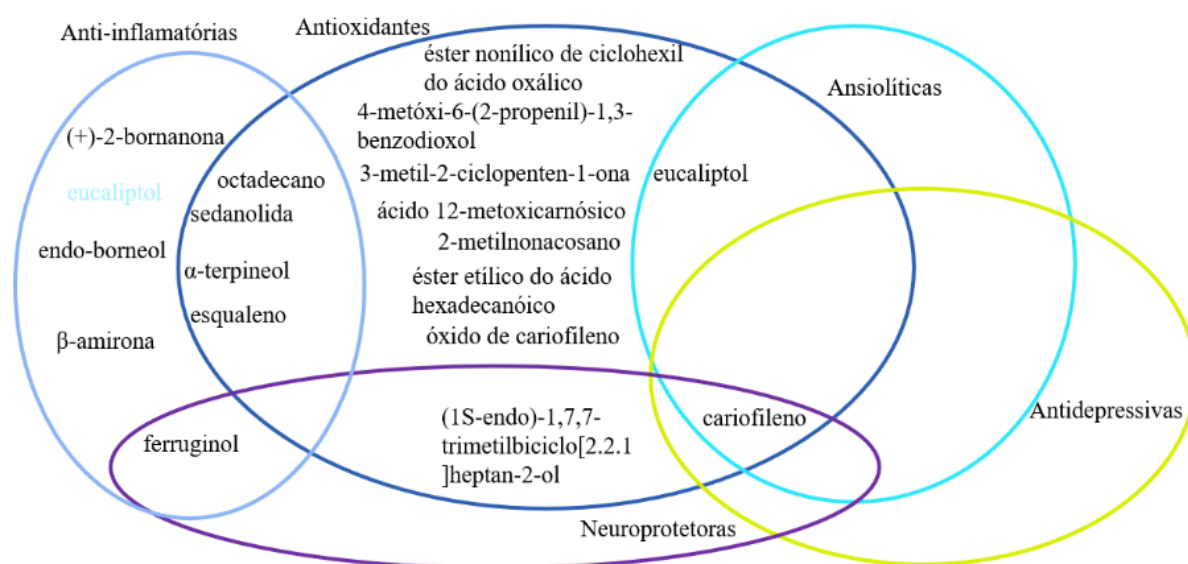 Anti-inflamatórias
Antioxidantes
éster nonílico de ciclohexil
do ácido oxálico
Ansiolíticas
4-metóxi-6-(2-propenil)-1,3-
benzodioxol
(+)-2-bornanona
3-metil-2-ciclopenten-1-ona
eucaliptol
octadecano
eucaliptol
sedanolida
ácido 12-metoxicarnósico
2-metilnonacosano
endo-borneol
α-terpineol
éster etílico do ácido
hexadecanóico
esqualeno
óxido de cariofileno
β-amirona
Antidepressivas
(1S-endo)-1,7,7-
trimetilbiciclo[2.2.1
]heptan-2-ol
cariofileno
ferruginol
Neuroprotetoras